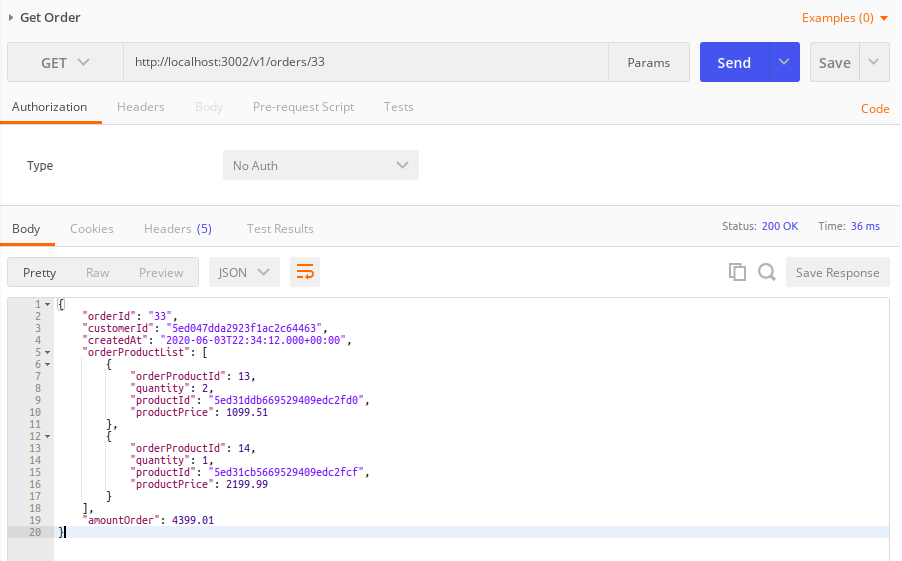 Get Order
Examples (0)
GET http://localhost:3002/v1/orders/33 Params Send Save
Authorization Headers Body Pre-request Script Tests Code
Type No Auth
Body Cookies Headers (5) Test Results Status: 200 OK Time: 36 ms
Pretty Raw Preview JSON Save Response
1 {
2 "orderId": "33",
3 "customerId": "5ed047dda2923f1ac2c64463",
4 "createdAt": "2020-06-03T22:34:12.000+00:00",
5 "orderProductList": [
6 {
7 "orderProductId": 13,
8 "quantity": 2,
9 "productId": "5ed31ddb669529409edc2fd0",
10 "productPrice": 1099.51
11 },
12 {
13 "orderProductId": 14,
14 "quantity": 1,
15 "productId": "5ed31cb5669529409edc2fcf",
16 "productPrice": 2199.99
17 }
18 ],
19 "amountOrder": 4399.01
20 }